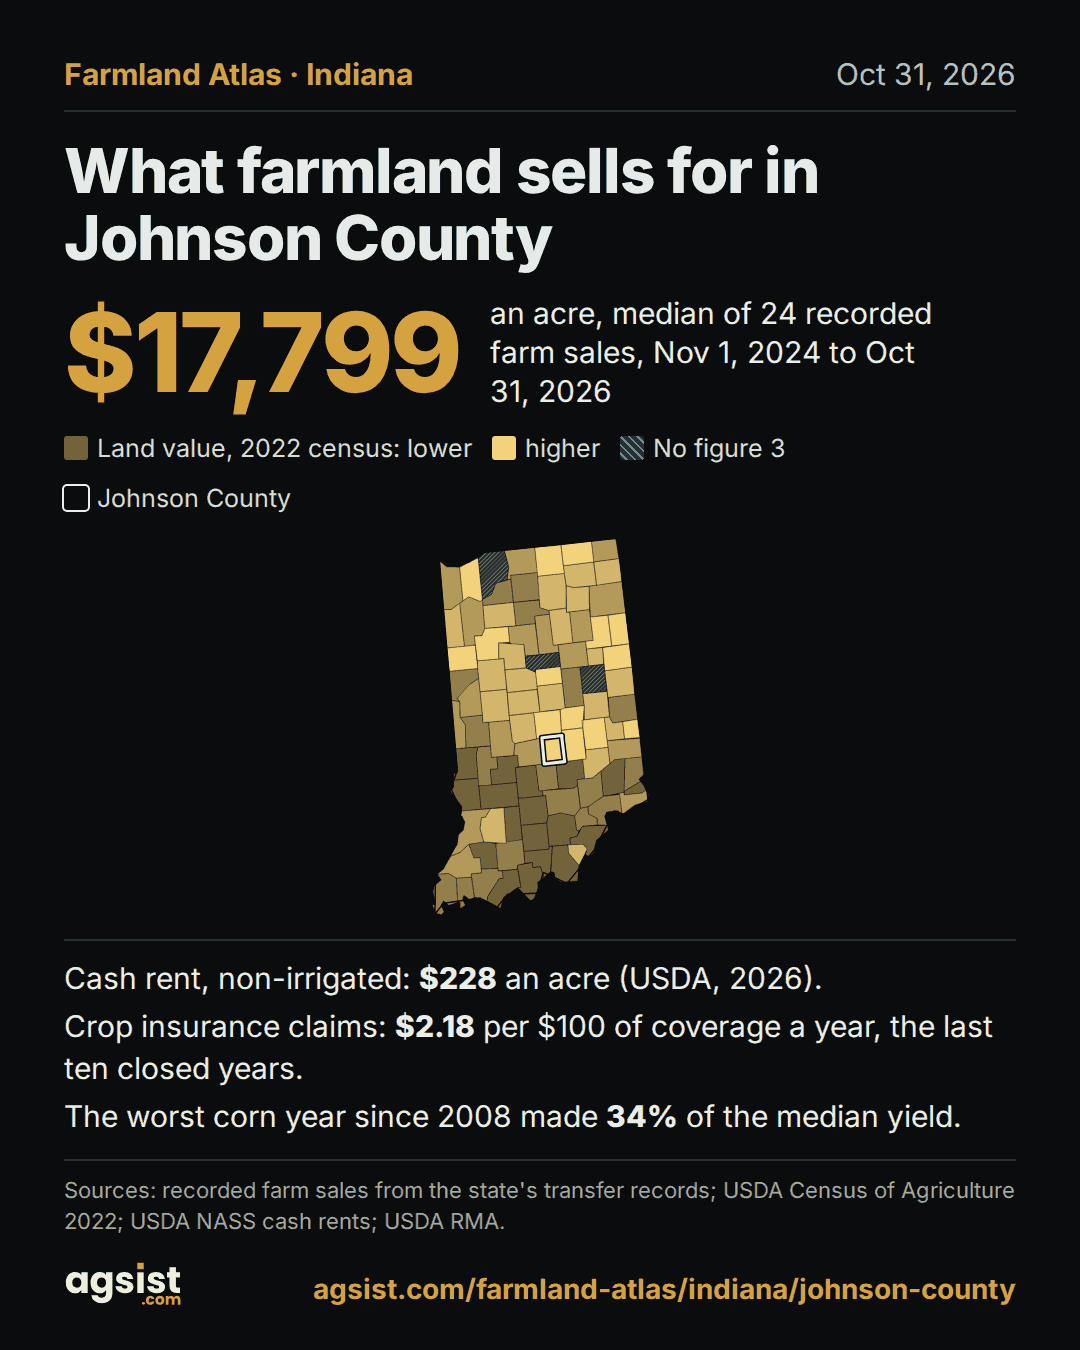 Farmland Atlas · Indiana
Oct 31, 2026
What farmland sells for in
Johnson County
$17,799
an acre, median of 24 recorded
farm sales, Nov 1, 2024 to Oct
31, 2026
Land value, 2022 census: lower
higher
No figure 3
Johnson County
Cash rent, non-irrigated: $228 an acre (USDA, 2026).
Crop insurance claims: $2.18 per $100 of coverage a year, the last
ten closed years.
The worst corn year since 2008 made 34% of the median yield.
Sources: recorded farm sales from the state's transfer records; USDA Census of Agriculture
2022; USDA NASS cash rents; USDA RMA.
agsist
.com
agsist.com/farmland-atlas/indiana/johnson-county